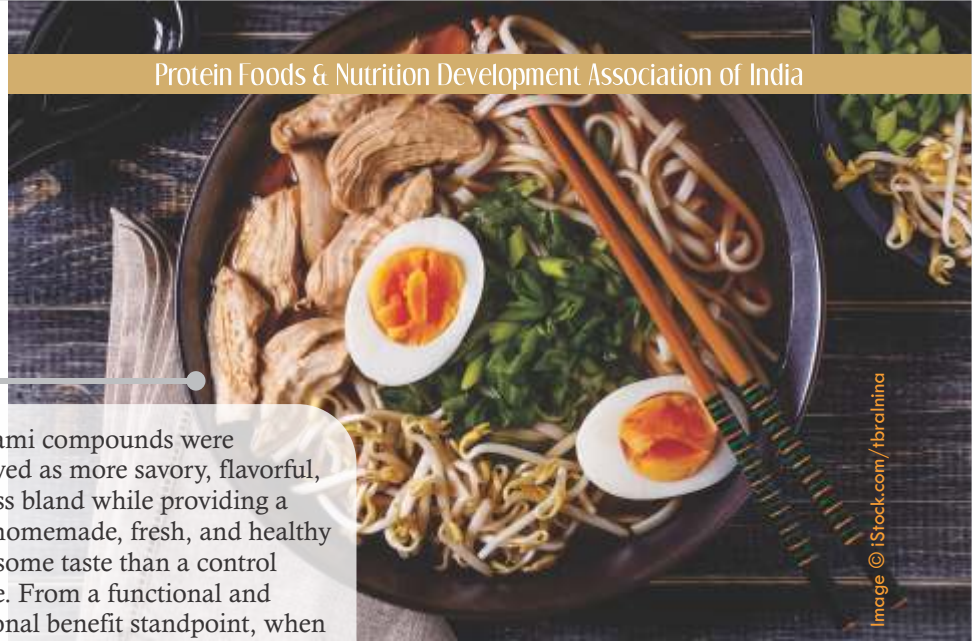 Protein Foods & Nutrition Development Association of India
ami compounds were
yed as more savory, flavorful,
ss bland while providing a
homemade, fresh, and healthy
some taste than a control
e. From a functional and
onal benefit standpoint, when
Image © iStock.com/tbralnina